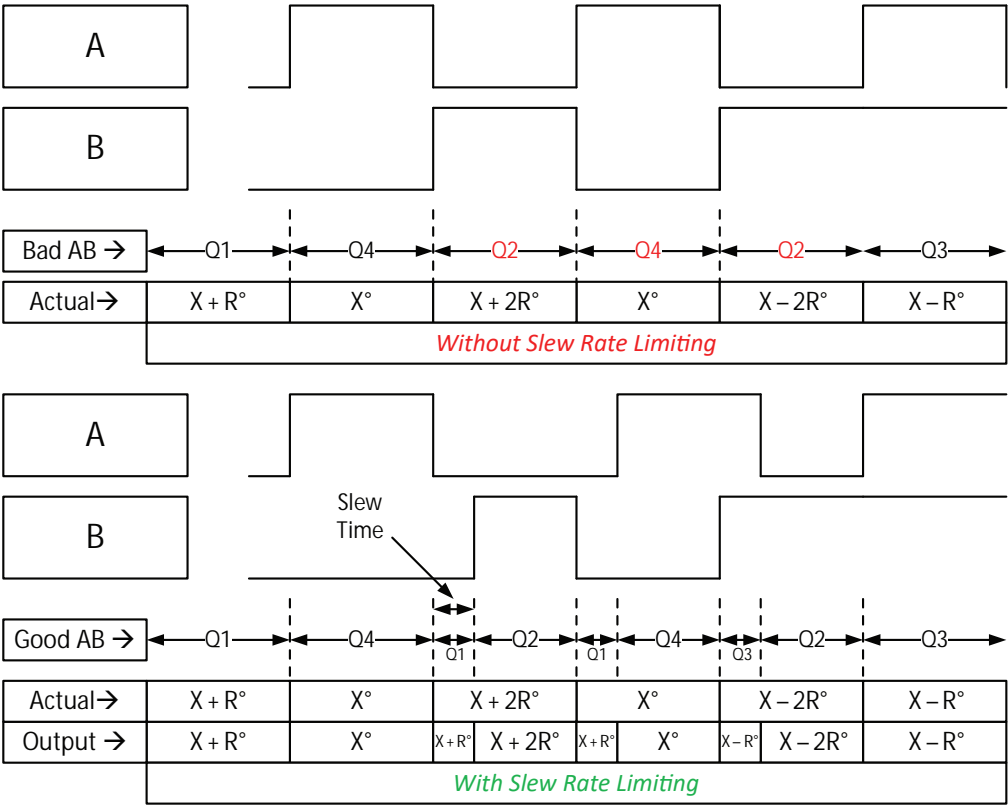 A
B
Bad AB → Q1 Q4 Q2 Q4 Q2 Q3
Actual→ X + R° X° X + 2R° X° X – 2R° X – R°
Without Slew Rate Limiting
A
Slew
Time
B
Good AB → Q1 Q4 Q1 Q2 Q1 Q4 Q3 Q2 Q3
Actual→ X + R° X° X + 2R° X° X – 2R° X – R°
Output → X + R° X° X + R° X + 2R° X + R° X° X – R° X – 2R° X – R°
With Slew Rate Limiting